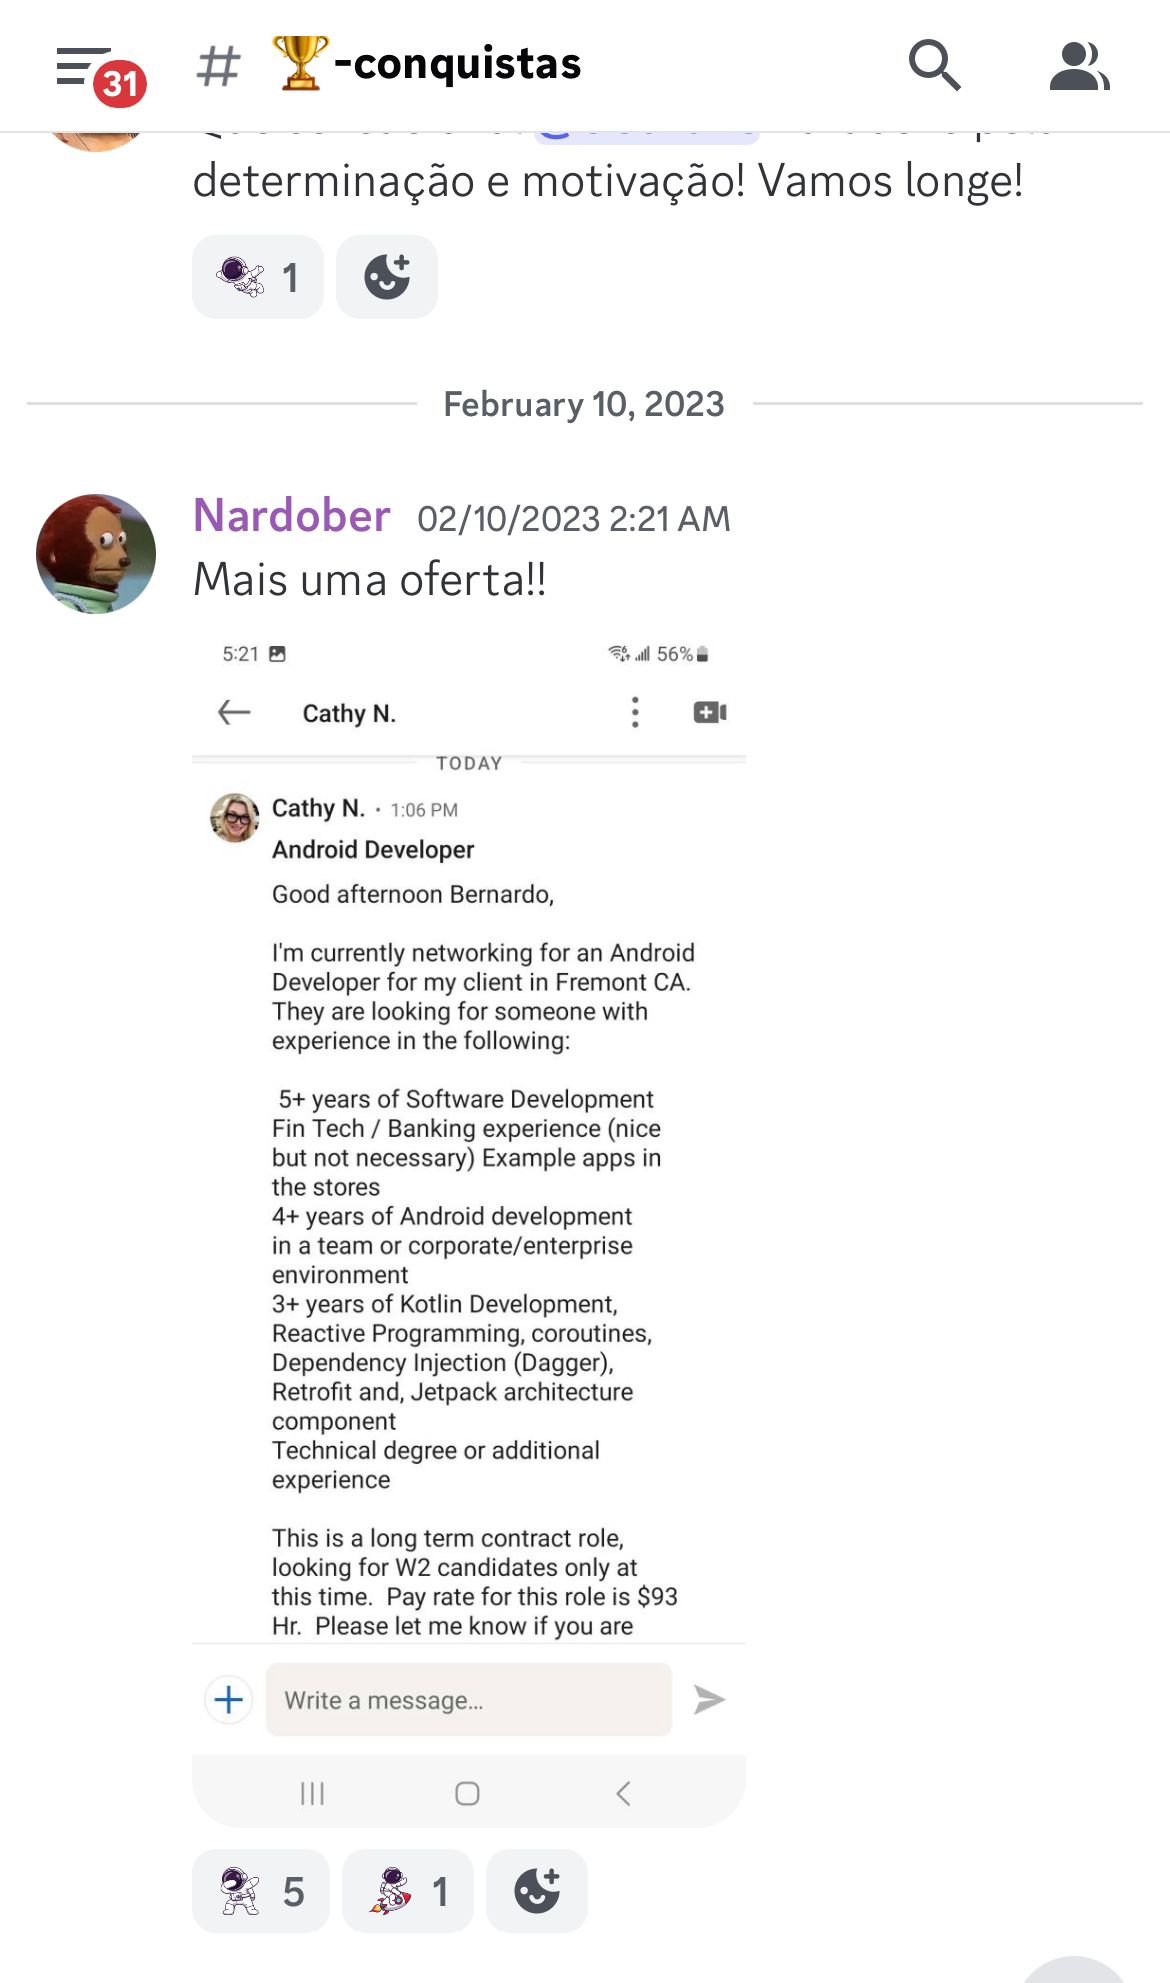 31
# 🏆-conquistas
determinação e motivação! Vamos longe!
1
February 10, 2023
Nardober 02/10/2023 2:21 AM
Mais uma oferta!!
5:21 56%
Cathy N.
TODAY
Cathy N. • 1:06 PM
Android Developer
Good afternoon Bernardo,
I'm currently networking for an Android
Developer for my client in Fremont CA.
They are looking for someone with
experience in the following:
5+ years of Software Development
Fin Tech / Banking experience (nice
but not necessary) Example apps in
the stores
4+ years of Android development
in a team or corporate/enterprise
environment
3+ years of Kotlin Development,
Reactive Programming, coroutines,
Dependency Injection (Dagger),
Retrofit and, Jetpack architecture
component
Technical degree or additional
experience
This is a long term contract role,
looking for W2 candidates only at
this time.  Pay rate for this role is $93
Hr.  Please let me know if you are
Write a message...
5 1